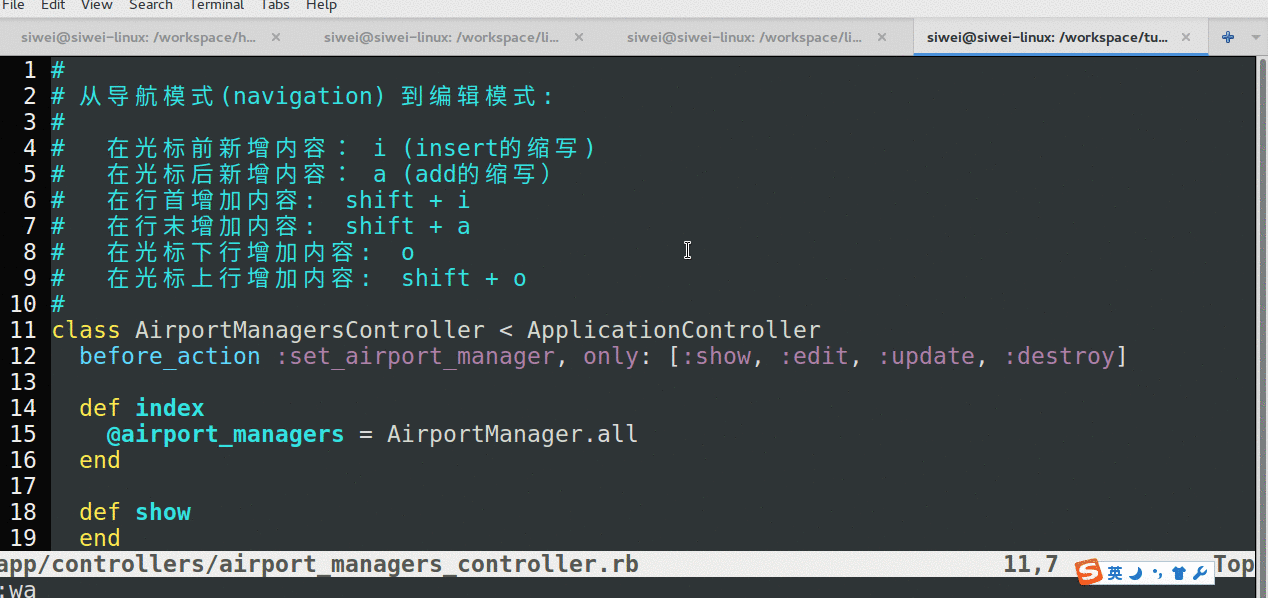 File Edit View Search Terminal Tabs Help
siwei@siwei-linux: /workspace/h... × siwei@siwei-linux: /workspace/li... × siwei@siwei-linux: /workspace/li... × siwei@siwei-linux: /workspace/tu... ×
1 #
2 # 从导航模式(navigation) 到编辑模式:
3 #
4 #   在光标前新增内容: i (insert的缩写)
5 #   在光标后新增内容: a (add的缩写)
6 #   在行首增加内容:  shift + i
7 #   在行末增加内容:  shift + a
8 #   在光标下行增加内容:  o
9 #   在光标上行增加内容:  shift + o
10 #
11 class AirportManagersController < ApplicationController
12   before_action :set_airport_manager, only: [:show, :edit, :update, :destroy]
13
14   def index
15     @airport_managers = AirportManager.all
16   end
17
18   def show
19   end
app/controllers/airport_managers_controller.rb 11,7 S 英 Top
:wa